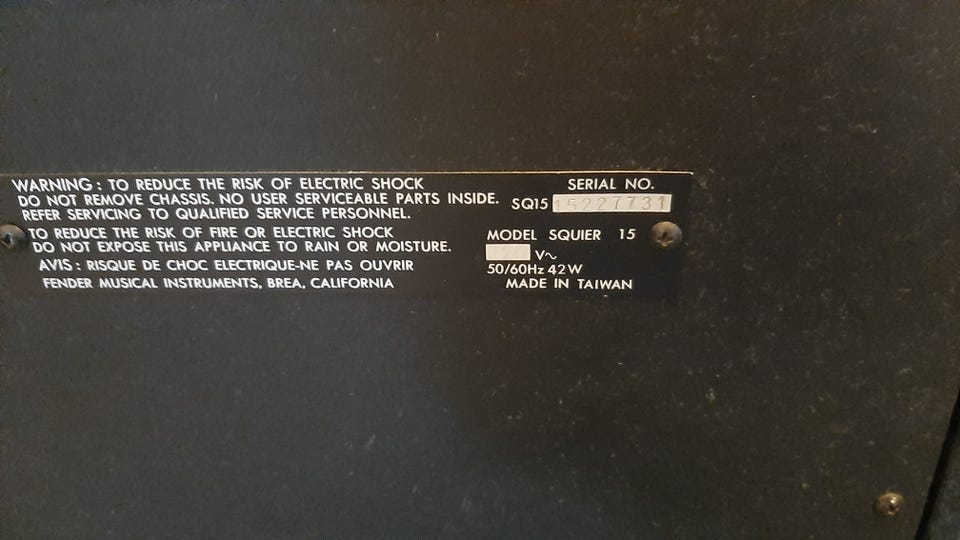 WARNING : TO REDUCE THE RISK OF ELECTRIC SHOCK
DO NOT REMOVE CHASSIS. NO USER SERVICEABLE PARTS INSIDE.
REFER SERVICING TO QUALIFIED SERVICE PERSONNEL.
TO REDUCE THE RISK OF FIRE OR ELECTRIC SHOCK
DO NOT EXPOSE THIS APPLIANCE TO RAIN OR MOISTURE.
AVIS : RISQUE DE CHOC ELECTRIQUE-NE PAS OUVRIR
FENDER MUSICAL INSTRUMENTS, BREA, CALIFORNIA
SERIAL NO.
SQ15 15227731
MODEL SQUIER 15
V~
50/60Hz 42W
MADE IN TAIWAN